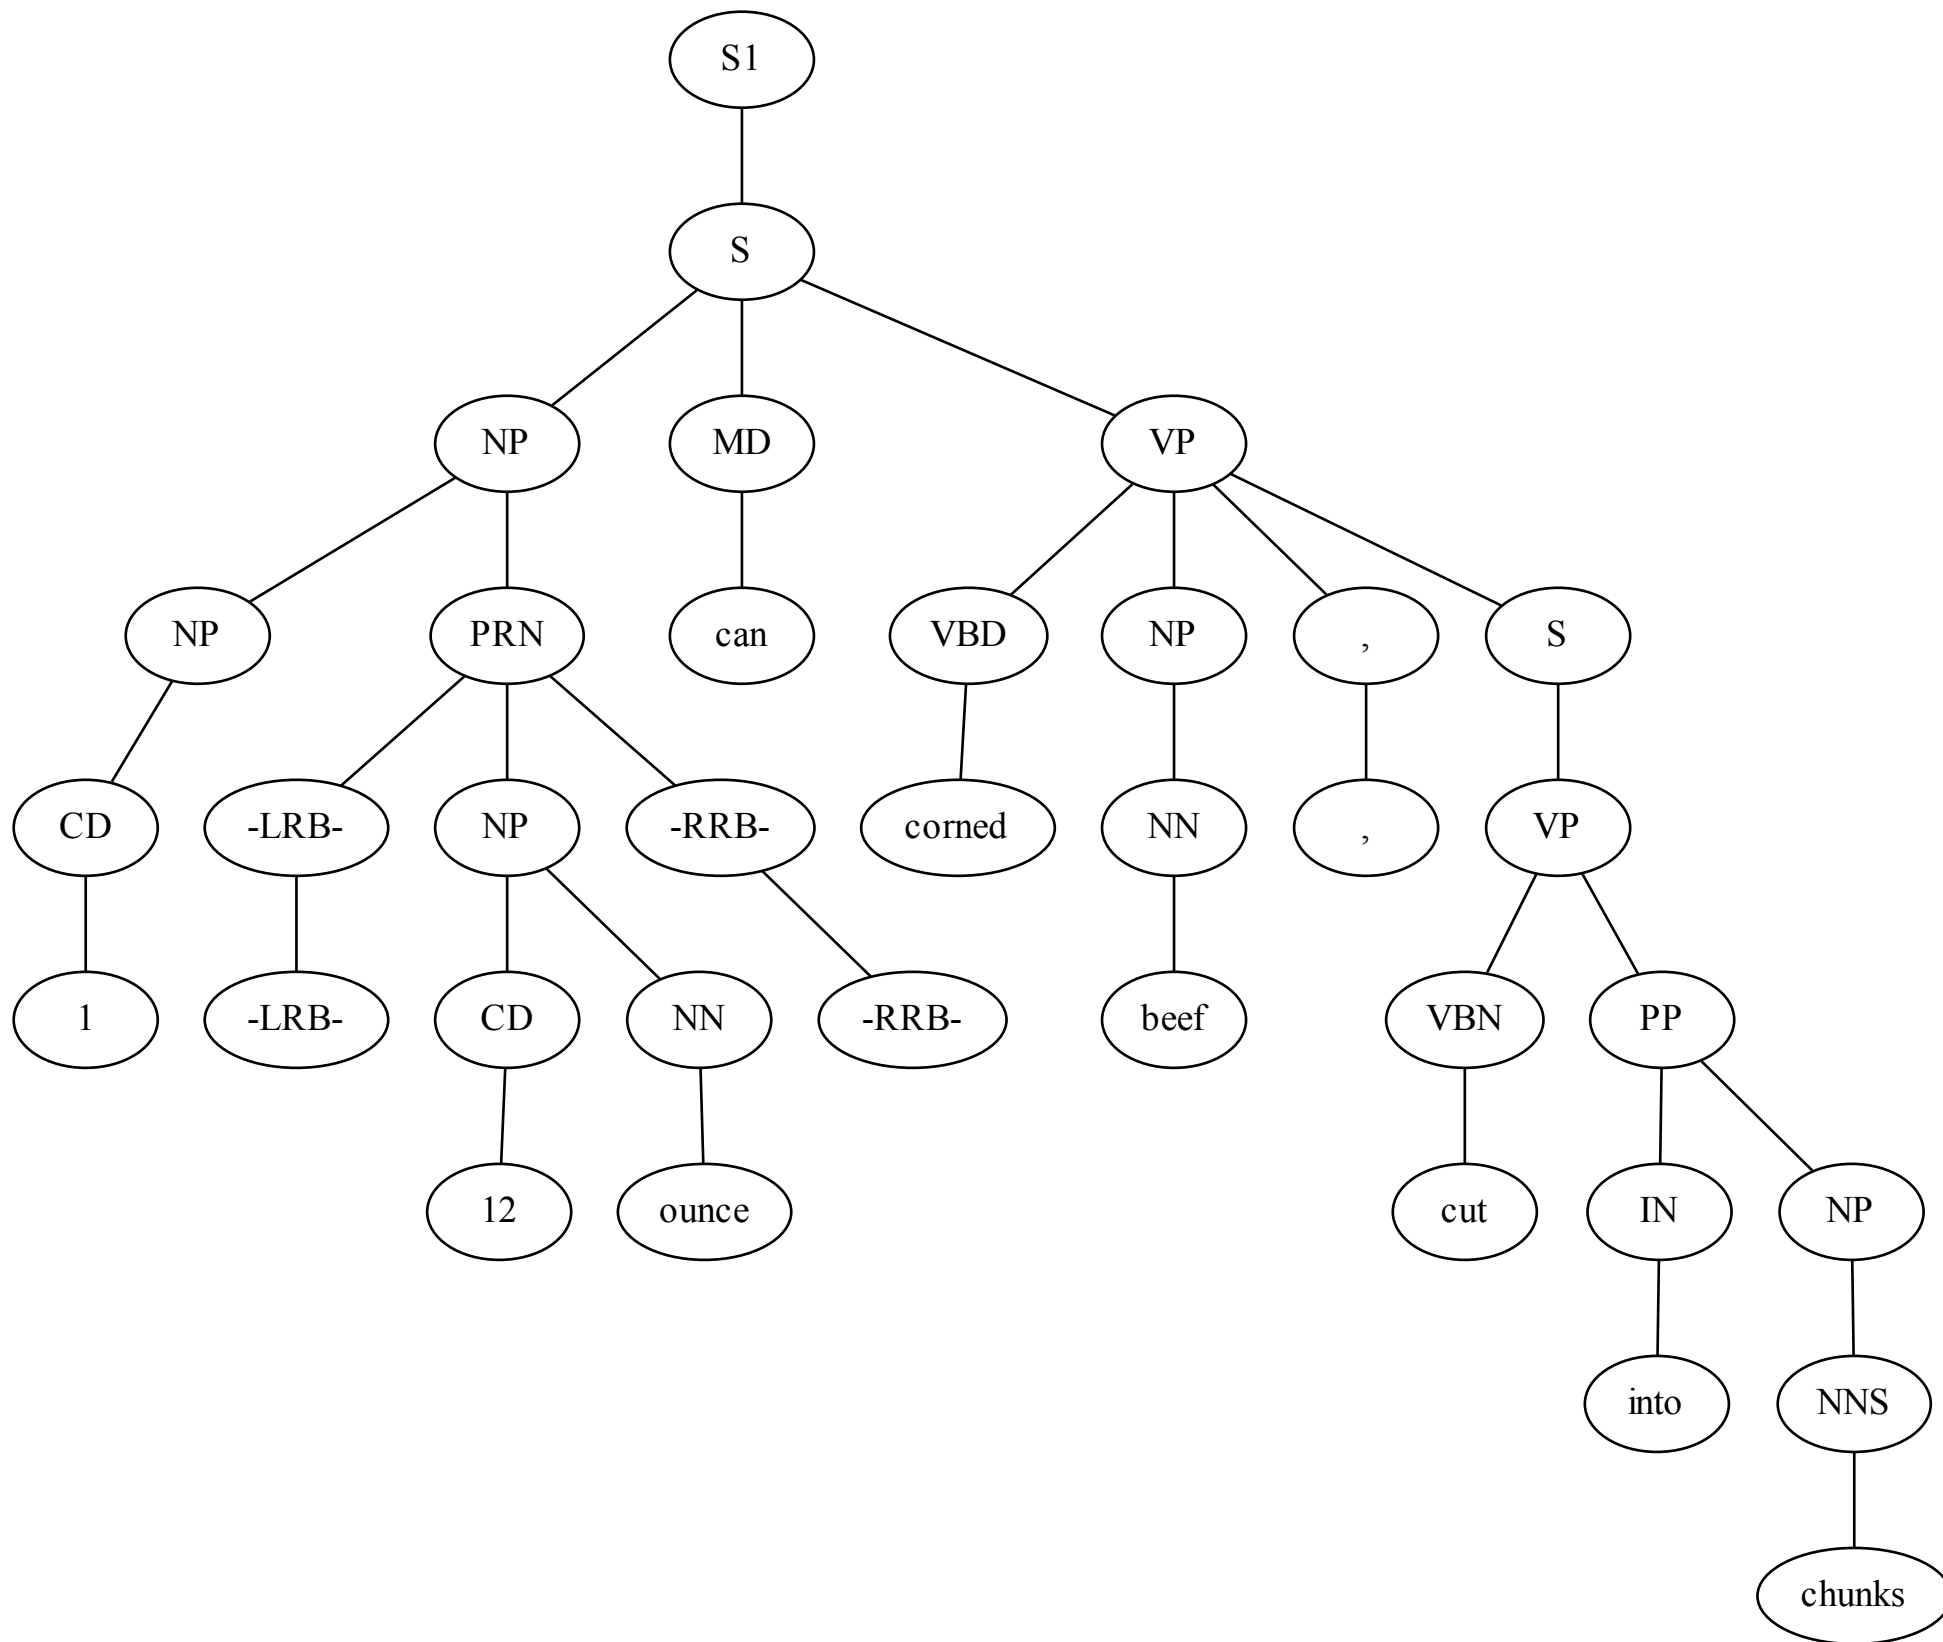 S1
S
NP MD VP
NP PRN can VBD NP , S
CD -LRB- NP -RRB- corned NN , VP
1 -LRB- CD NN -RRB- beef VBN PP
12 ounce cut IN NP
into NNS
chunks